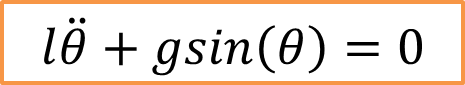 lθ̈ + gsin(θ) = 0